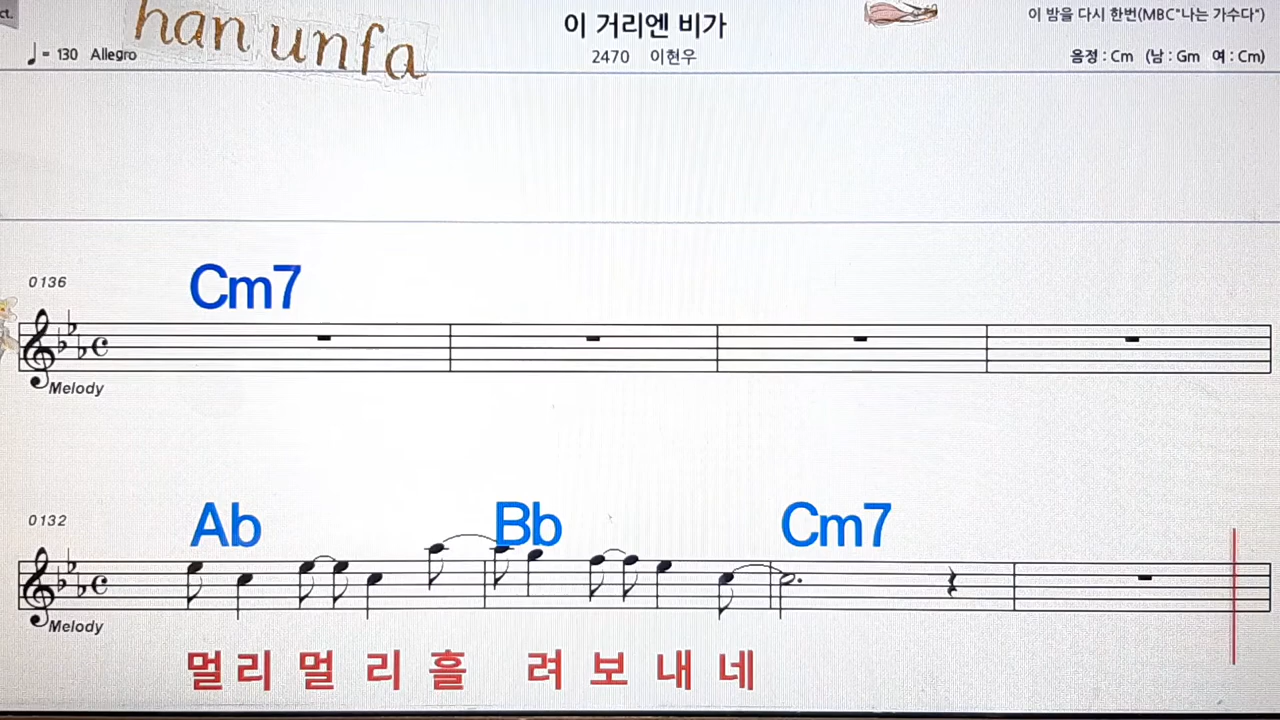 ct.
han unfa
이 거리엔 비가
이 밤을 다시 한번(MBC"나는 가수다")
♩= 130 Allegro
2470 이현우
음정 : Cm (남 : Gm 여 : Cm)
0136
Cm7
Melody
0132
Ab Bb Cm7
Melody
멀 리 멀 리 흘 려 보 내 네